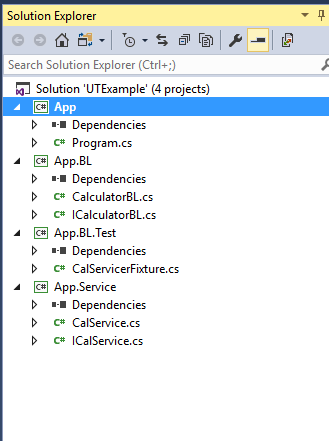 Solution Explorer
Search Solution Explorer (Ctrl+;)
Solution 'UTExample' (4 projects)
C# App
Dependencies
C# Program.cs
C# App.BL
Dependencies
C# CalculatorBL.cs
C# ICalculatorBL.cs
C# App.BL.Test
Dependencies
C# CalServicerFixture.cs
C# App.Service
Dependencies
C# CalService.cs
C# ICalService.cs